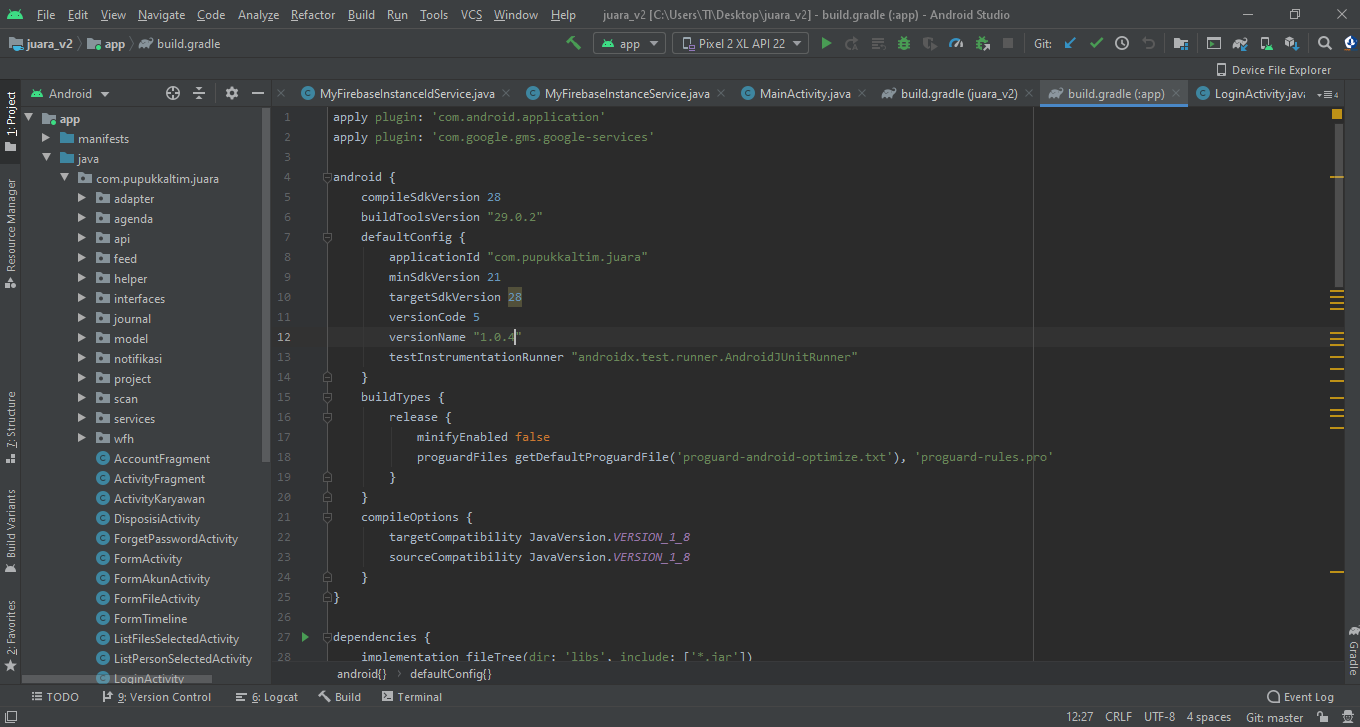 File Edit View Navigate Code Analyze Refactor Android Build Run Tools VCS Window Help juara_v2 [C:\Users\TI\Desktop\juara_v2] - build.gradle (:app) - Android Studio
juara_v2 app build.gradle app Pixel 2 XL API 22 Git:
Device File Explorer
Android MyFirebaseInstanceIdService.java MyFirebaseInstanceService.java MainActivity.java build.gradle (juara_v2) build.gradle (:app) LoginActivity.java 4
1: Project
Resource Manager
7: Structure
Build Variants
2: Favorites
app
manifests
java
com.pupukkaltim.juara
adapter
agenda
api
feed
helper
interfaces
journal
model
notifikasi
project
scan
services
wfh
AccountFragment
ActivityFragment
ActivityKaryawan
DisposisiActivity
ForgetPasswordActivity
FormActivity
FormAkunActivity
FormFileActivity
FormTimeline
ListFilesSelectedActivity
ListPersonSelectedActivity
LoginActivity
1 apply plugin: 'com.android.application'
2 apply plugin: 'com.google.gms.google-services'
3
4 android {
5 compileSdkVersion 28
6 buildToolsVersion "29.0.2"
7 defaultConfig {
8 applicationId "com.pupukkaltim.juara"
9 minSdkVersion 21
10 targetSdkVersion 28
11 versionCode 5
12 versionName "1.0.4"
13 testInstrumentationRunner "androidx.test.runner.AndroidJUnitRunner"
14 }
15 buildTypes {
16 release {
17 minifyEnabled false
18 proguardFiles getDefaultProguardFile('proguard-android-optimize.txt'), 'proguard-rules.pro'
19 }
20 }
21 compileOptions {
22 targetCompatibility JavaVersion.VERSION_1_8
23 sourceCompatibility JavaVersion.VERSION_1_8
24 }
25 }
26
27 dependencies {
28 implementation fileTree(dir: 'libs', include: ['*.jar'])
android{} defaultConfig{}
Gradle
TODO 9: Version Control 6: Logcat Build Terminal Event Log
12:27 CRLF UTF-8 4 spaces Git: master